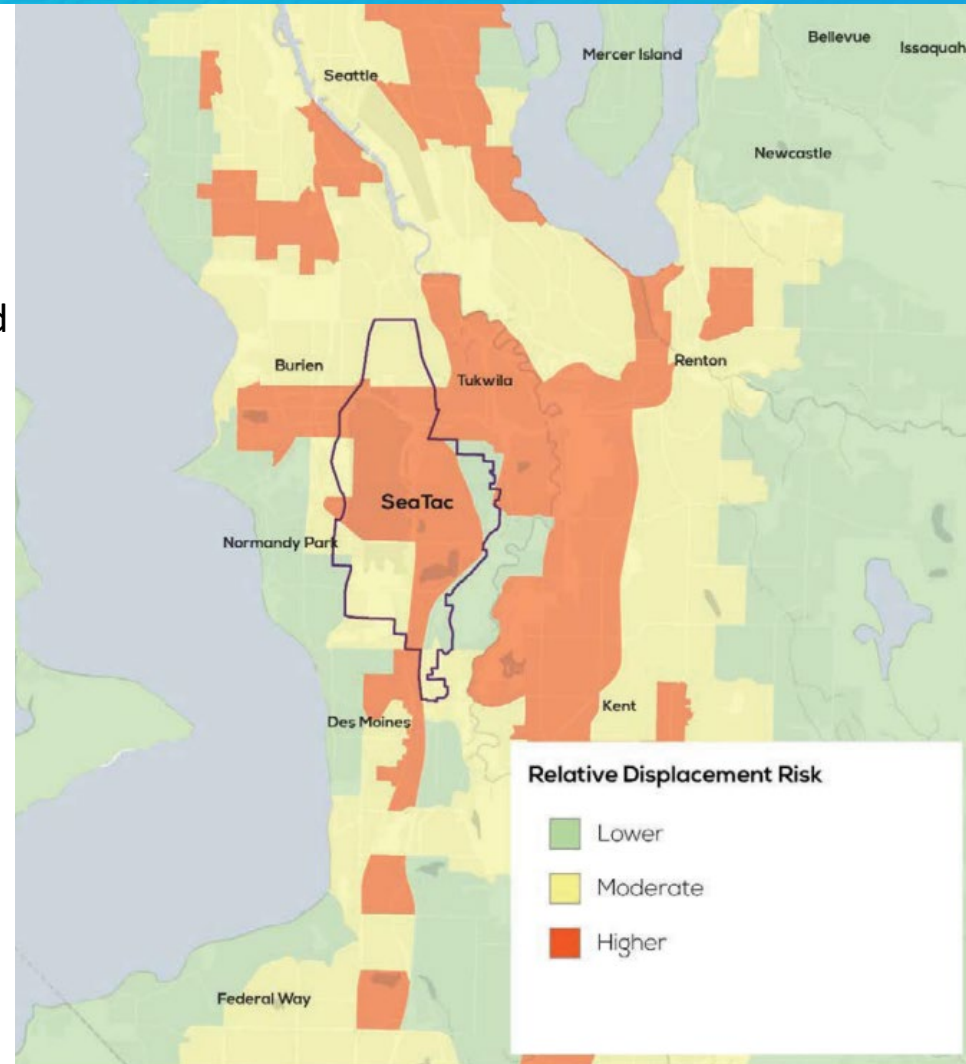 Mercer Island
Bellevue
Issaquah
Seattle
Newcastle
d
Burien
Tukwila
Renton
SeaTac
Normandy Park
Des Moines
Kent
Relative Displacement Risk
Lower
Moderate
Higher
Federal Way